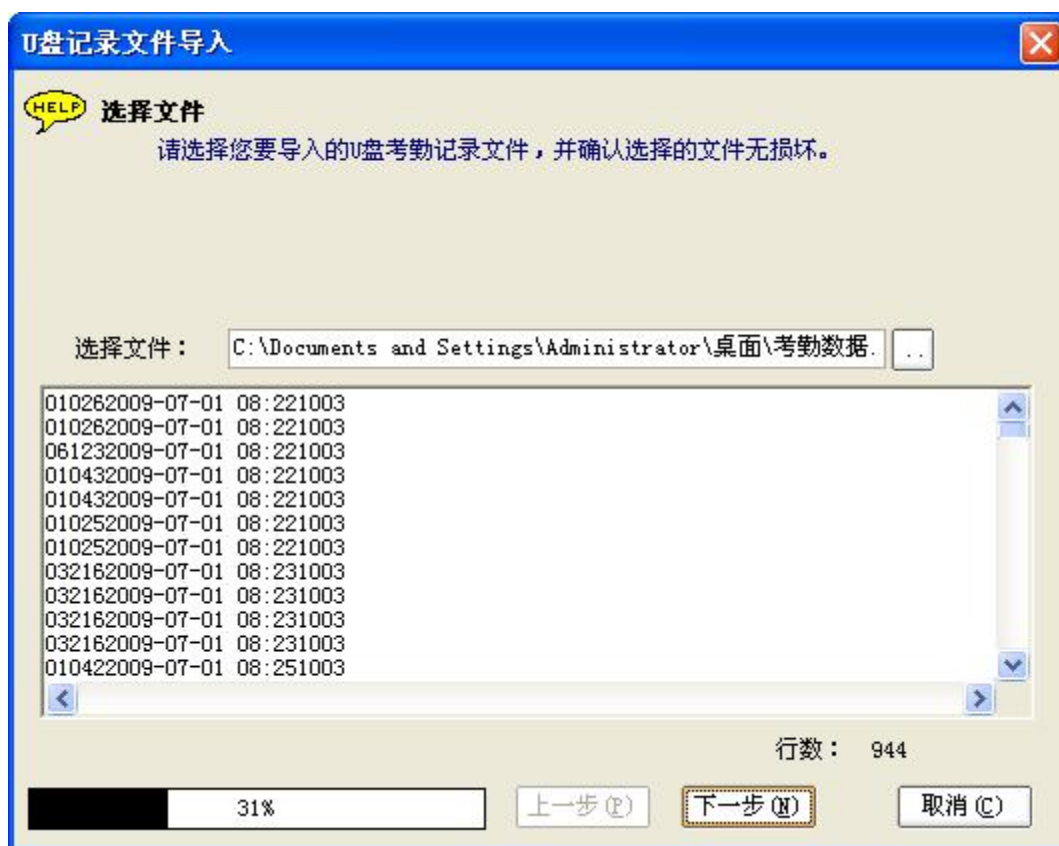 U盘记录文件导入
HELP 选择文件
请选择您要导入的U盘考勤记录文件，并确认选择的文件无损坏。
选择文件： C:\Documents and Settings\Administrator\桌面\考勤数据. ..
010262009-07-01 08:221003
010262009-07-01 08:221003
061232009-07-01 08:221003
010432009-07-01 08:221003
010432009-07-01 08:221003
010252009-07-01 08:221003
010252009-07-01 08:221003
032162009-07-01 08:231003
032162009-07-01 08:231003
032162009-07-01 08:231003
032162009-07-01 08:231003
010422009-07-01 08:251003
行数： 944
31% 上一步(P) 下一步(N) 取消(C)